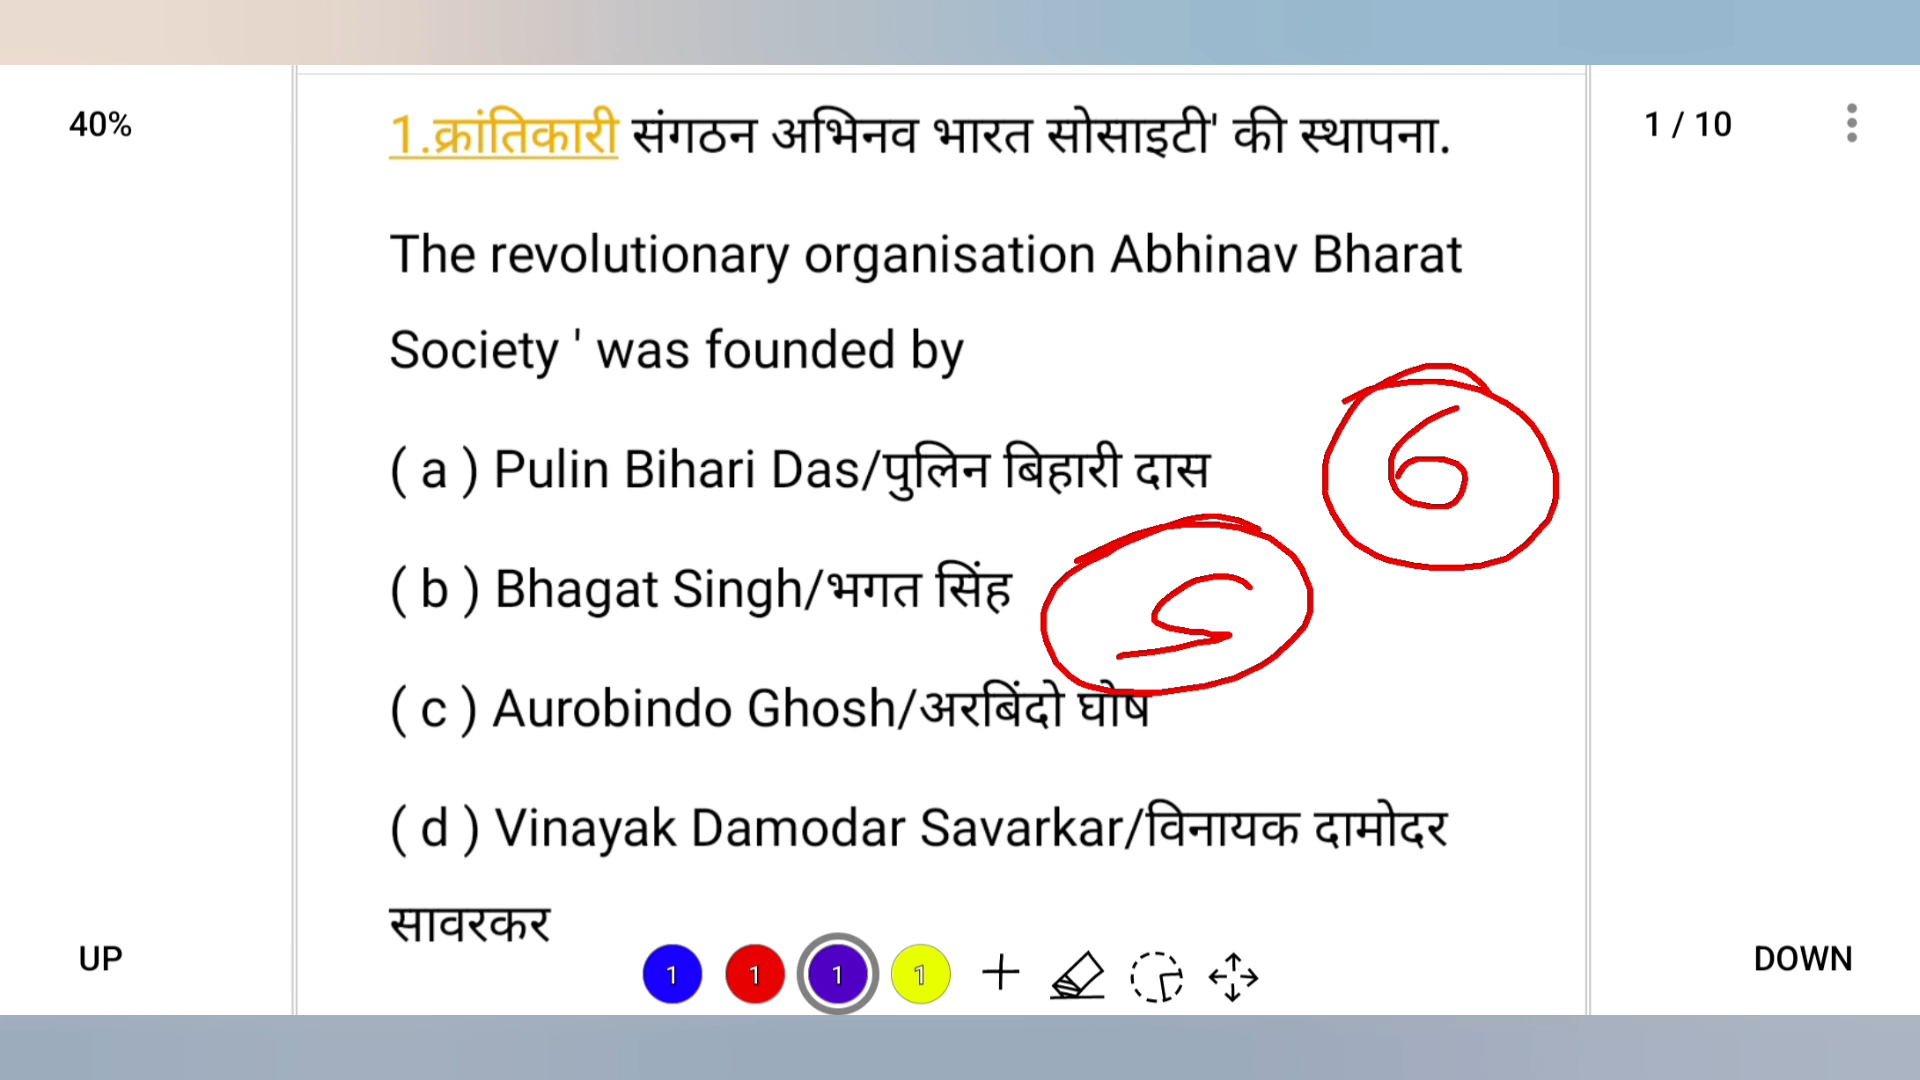 40%
1 / 10
1.क्रांतिकारी संगठन अभिनव भारत सोसाइटी' की स्थापना.
The revolutionary organisation Abhinav Bharat
Society ' was founded by
( a ) Pulin Bihari Das/पुलिन बिहारी दास
6
( b ) Bhagat Singh/भगत सिंह
( c ) Aurobindo Ghosh/अरबिंदो घोष
( d ) Vinayak Damodar Savarkar/विनायक दामोदर
सावरकर
UP
1 1 1 1
DOWN